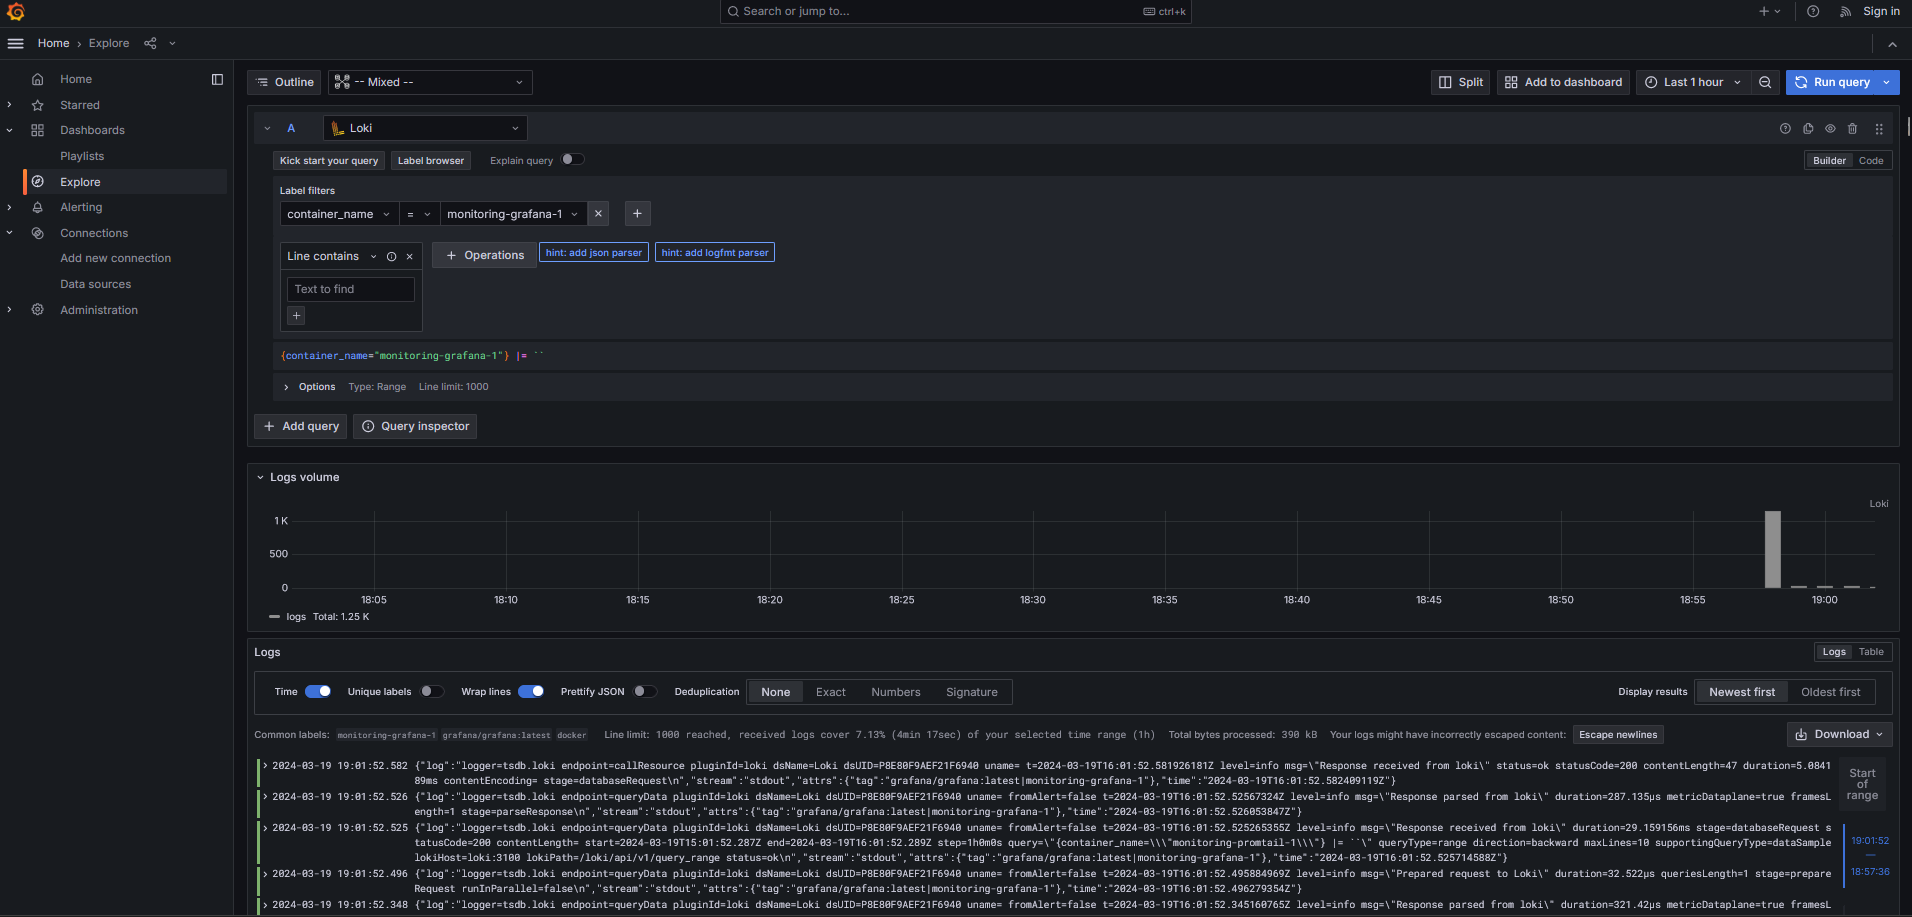 Search or jump to...
ctrl+k
Sign in
Home › Explore
Home
Starred
Dashboards
Playlists
Explore
Alerting
Connections
Add new connection
Data sources
Administration
Outline
-- Mixed --
Split
Add to dashboard
Last 1 hour
Run query
A
Loki
Kick start your query
Label browser
Explain query
Builder
Code
Label filters
container_name
=
monitoring-grafana-1
Line contains
Operations
hint: add json parser
hint: add logfmt parser
Text to find
{container_name="monitoring-grafana-1"} |= ``
Options Type: Range Line limit: 1000
Add query
Query inspector
Logs volume
Loki
1 K
500
0
18:05 18:10 18:15 18:20 18:25 18:30 18:35 18:40 18:45 18:50 18:55 19:00
logs Total: 1.25 K
Logs
Logs
Table
Time
Unique labels
Wrap lines
Prettify JSON
Deduplication
None
Exact
Numbers
Signature
Display results
Newest first
Oldest first
Common labels: monitoring-grafana-1 grafana/grafana:latest docker Line limit: 1000 reached, received logs cover 7.13% (4min 17sec) of your selected time range (1h) Total bytes processed: 390 kB Your logs might have incorrectly escaped content: Escape newlines
Download
2024-03-19 19:01:52.582 {"log":"logger=tsdb.loki endpoint=callResource pluginId=loki dsName=Loki dsUID=P8E80F9AEF21F6940 uname= t=2024-03-19T16:01:52.581926181Z level=info msg=\"Response received from loki\" status=ok statusCode=200 contentLength=47 duration=5.0841
89ms contentEncoding= stage=databaseRequest\n","stream":"stdout","attrs":{"tag":"grafana/grafana:latest|monitoring-grafana-1"},"time":"2024-03-19T16:01:52.582409119Z"}
2024-03-19 19:01:52.526 {"log":"logger=tsdb.loki endpoint=queryData pluginId=loki dsName=Loki dsUID=P8E80F9AEF21F6940 uname= fromAlert=false t=2024-03-19T16:01:52.52567324Z level=info msg=\"Response parsed from loki\" duration=287.135µs metricDataplane=true framesL
ength=1 stage=parseResponse\n","stream":"stdout","attrs":{"tag":"grafana/grafana:latest|monitoring-grafana-1"},"time":"2024-03-19T16:01:52.526053847Z"}
2024-03-19 19:01:52.525 {"log":"logger=tsdb.loki endpoint=queryData pluginId=loki dsName=Loki dsUID=P8E80F9AEF21F6940 uname= fromAlert=false t=2024-03-19T16:01:52.525265355Z level=info msg=\"Response received from loki\" duration=29.159156ms stage=databaseRequest s
tatusCode=200 contentLength= start=2024-03-19T15:01:52.287Z end=2024-03-19T16:01:52.289Z step=1h0m0s query=\"{container_name=\\\"monitoring-promtail-1\\\"} |= ``\" queryType=range direction=backward maxLines=10 supportingQueryType=dataSample
lokiHost=loki:3100 lokiPath=/loki/api/v1/query_range status=ok\n","stream":"stdout","attrs":{"tag":"grafana/grafana:latest|monitoring-grafana-1"},"time":"2024-03-19T16:01:52.525714588Z"}
2024-03-19 19:01:52.496 {"log":"logger=tsdb.loki endpoint=queryData pluginId=loki dsName=Loki dsUID=P8E80F9AEF21F6940 uname= fromAlert=false t=2024-03-19T16:01:52.495884969Z level=info msg=\"Prepared request to Loki\" duration=32.522µs queriesLength=1 stage=prepare
Request runInParallel=false\n","stream":"stdout","attrs":{"tag":"grafana/grafana:latest|monitoring-grafana-1"},"time":"2024-03-19T16:01:52.496279354Z"}
2024-03-19 19:01:52.348 {"log":"logger=tsdb.loki endpoint=queryData pluginId=loki dsName=Loki dsUID=P8E80F9AEF21F6940 uname= fromAlert=false t=2024-03-19T16:01:52.345160765Z level=info msg=\"Response parsed from loki\" duration=321.42µs metricDataplane=true framesL
Start
of
range
19:01:52
—
18:57:36